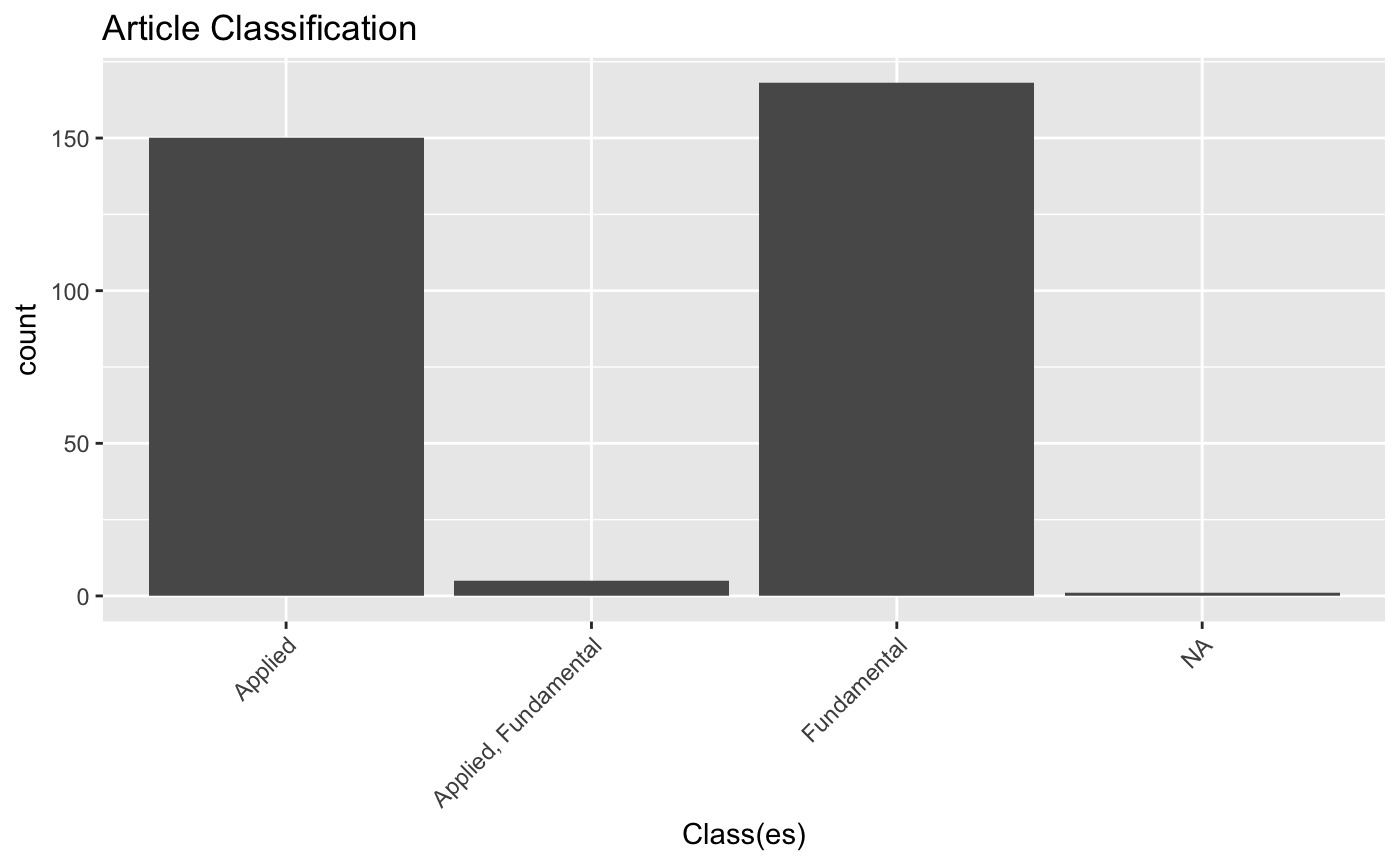 Article Classification
150
100
50
0
count
Applied
Applied, Fundamental
Fundamental
NA
Class(es)